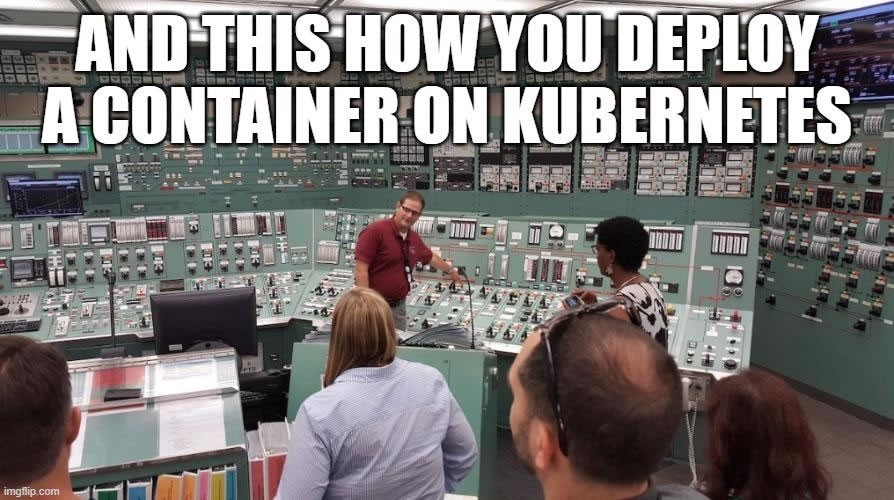 AND THIS HOW YOU DEPLOY
A CONTAINER ON KUBERNETES
imgflip.com